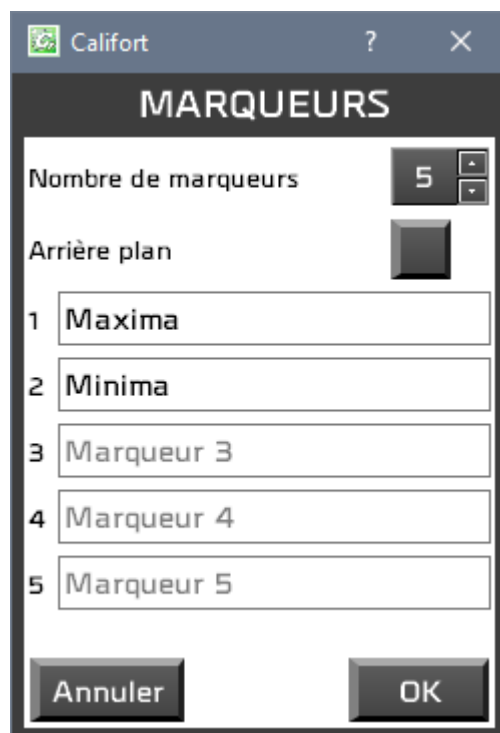 Califort ? ×
MARQUEURS
Nombre de marqueurs 5
Arrière plan
1 Maxima
2 Minima
3 Marqueur 3
4 Marqueur 4
5 Marqueur 5
Annuler OK